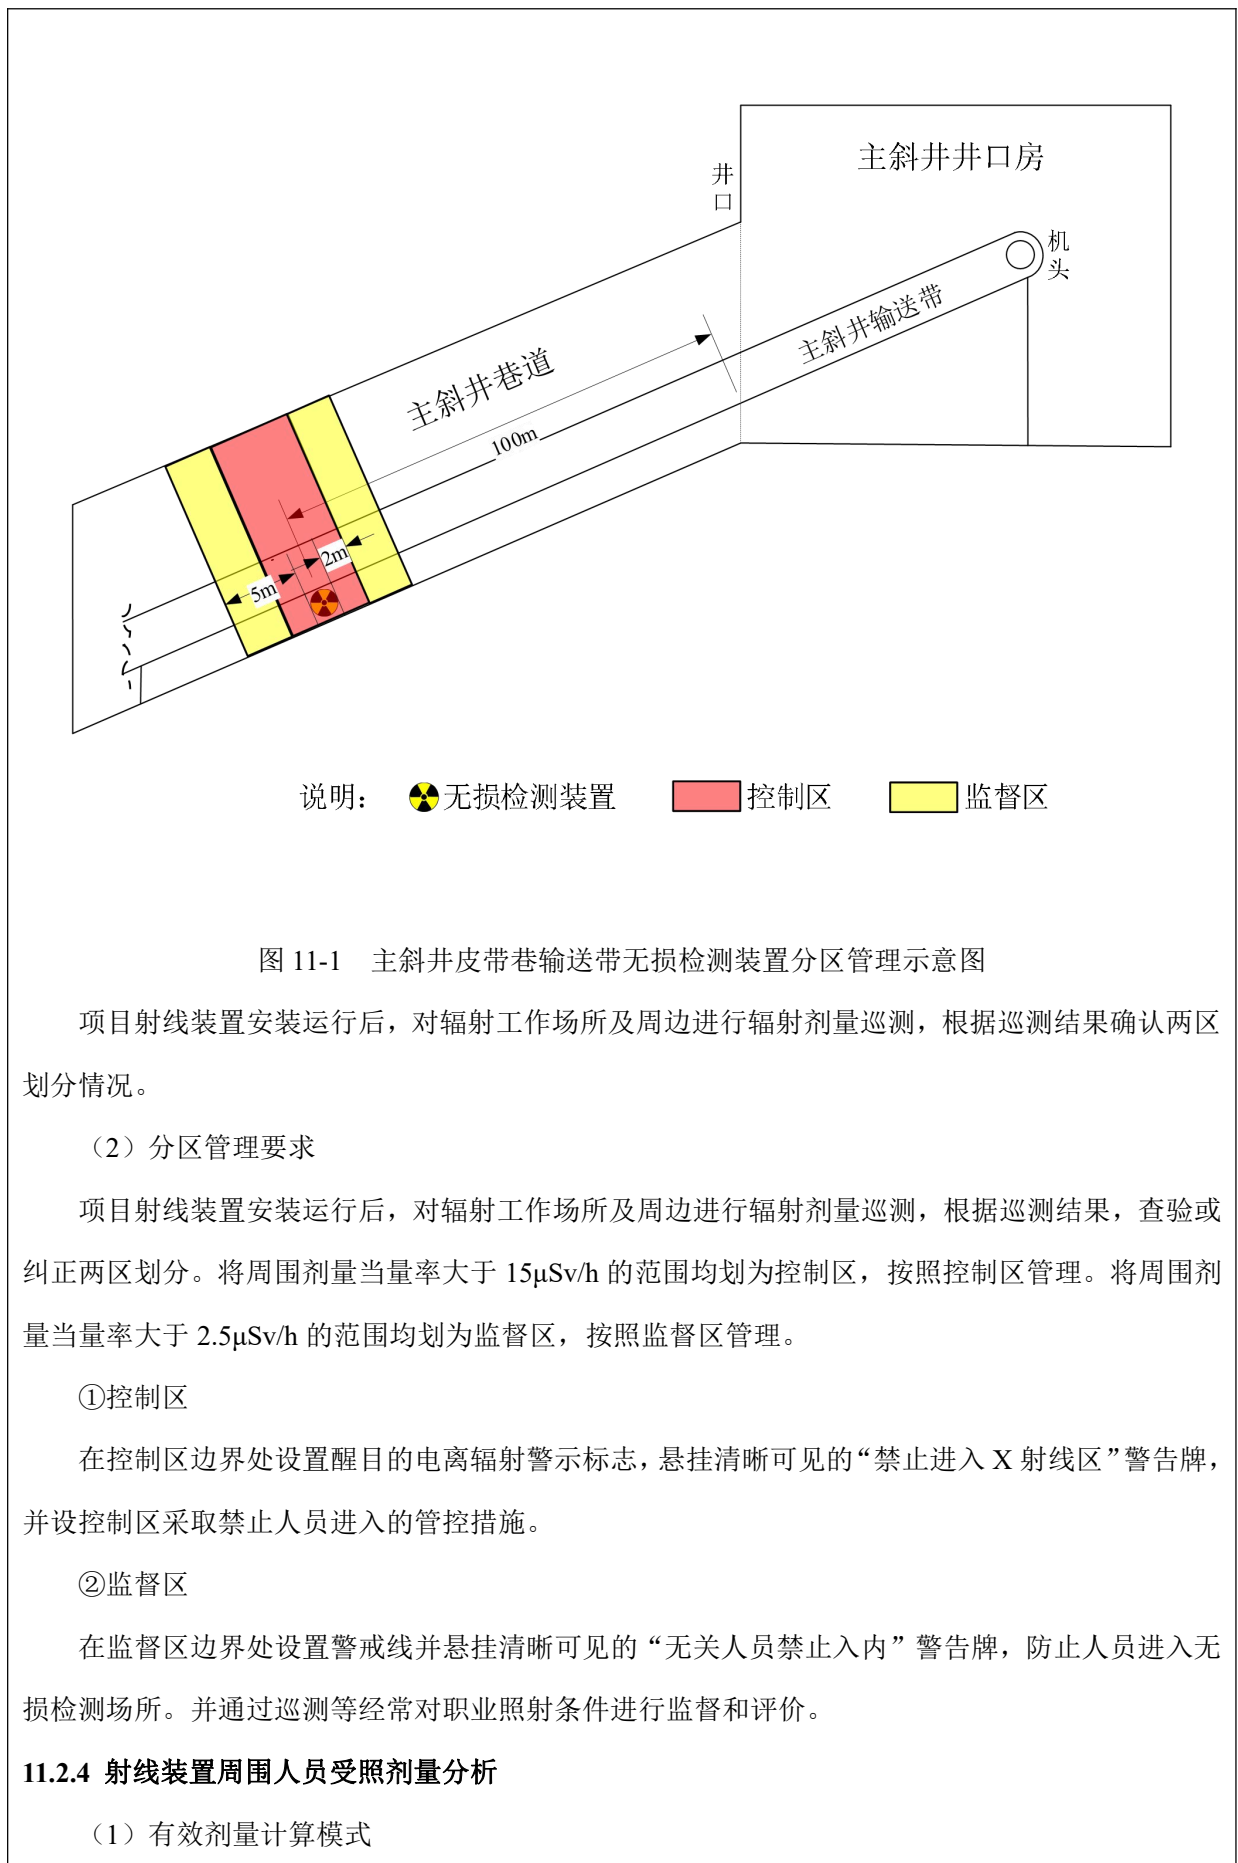 主斜井井口房
井口
机头
主斜井输送带
主斜井巷道
100m
2m
5m
说明： 无损检测装置 控制区 监督区
图 11-1 主斜井皮带巷输送带无损检测装置分区管理示意图
项目射线装置安装运行后，对辐射工作场所及周边进行辐射剂量巡测，根据巡测结果确认两区
划分情况。
（2）分区管理要求
项目射线装置安装运行后，对辐射工作场所及周边进行辐射剂量巡测，根据巡测结果，查验或
纠正两区划分。将周围剂量当量率大于 15μSv/h 的范围均划为控制区，按照控制区管理。将周围剂
量当量率大于 2.5μSv/h 的范围均划为监督区，按照监督区管理。
①控制区
在控制区边界处设置醒目的电离辐射警示标志，悬挂清晰可见的“禁止进入 X 射线区”警告牌，
并设控制区采取禁止人员进入的管控措施。
②监督区
在监督区边界处设置警戒线并悬挂清晰可见的“无关人员禁止入内”警告牌，防止人员进入无
损检测场所。并通过巡测等经常对职业照射条件进行监督和评价。
11.2.4 射线装置周围人员受照剂量分析
（1）有效剂量计算模式